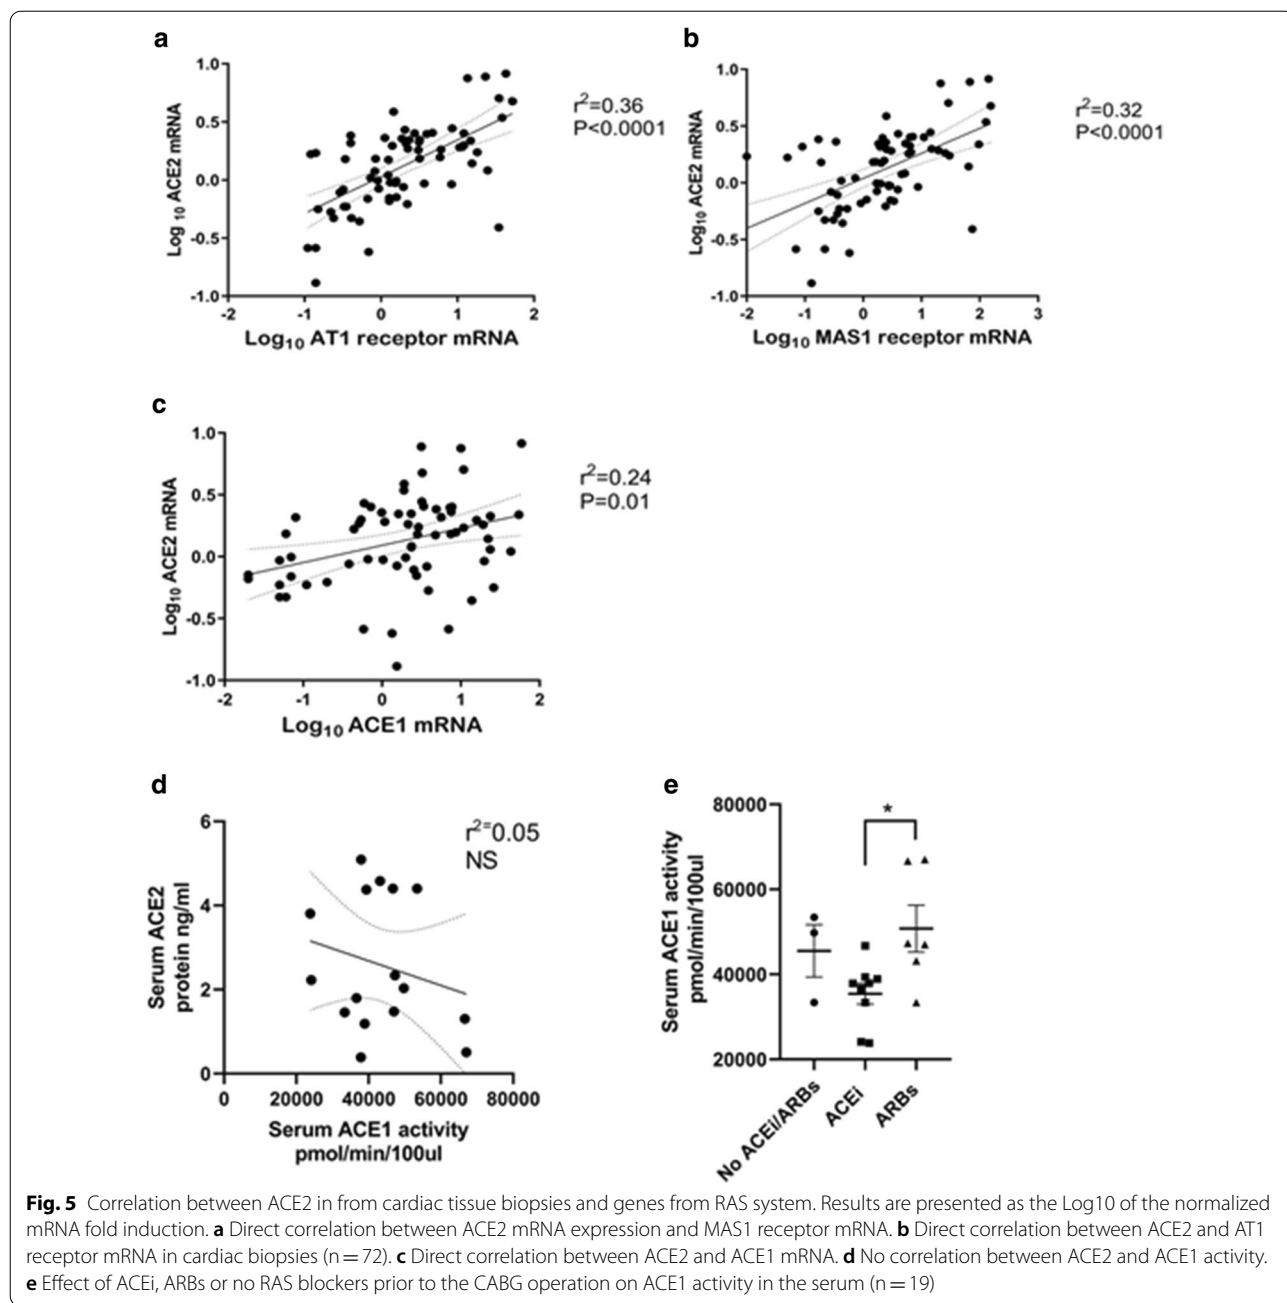 a
1.0
0.5
0.0
-0.5
-1.0
-2 -1 0 1 2
Log 10 ACE2 mRNA
Log10 AT1 receptor mRNA
r2=0.36
P<0.0001
b
1.0
0.5
0.0
-0.5
-1.0
-2 -1 0 1 2 3
Log10 ACE2 mRNA
Log10 MAS1 receptor mRNA
r2=0.32
P<0.0001
c
1.0
0.5
0.0
-0.5
-1.0
-2 -1 0 1 2
Log10 ACE2 mRNA
Log10 ACE1 mRNA
r2=0.24
P=0.01
d
6
4
2
0
0 20000 40000 60000 80000
Serum ACE2
protein ng/ml
Serum ACE1 activity
pmol/min/100ul
r2=0.05
NS
e
80000
60000
40000
20000
Serum ACE1 activity
pmol/min/100ul
*
No ACEi/ARBs
ACEi
ARBs
Fig. 5 Correlation between ACE2 in from cardiac tissue biopsies and genes from RAS system. Results are presented as the Log10 of the normalized
mRNA fold induction. a Direct correlation between ACE2 mRNA expression and MAS1 receptor mRNA. b Direct correlation between ACE2 and AT1
receptor mRNA in cardiac biopsies (n = 72). c Direct correlation between ACE2 and ACE1 mRNA. d No correlation between ACE2 and ACE1 activity.
e Effect of ACEi, ARBs or no RAS blockers prior to the CABG operation on ACE1 activity in the serum (n = 19)